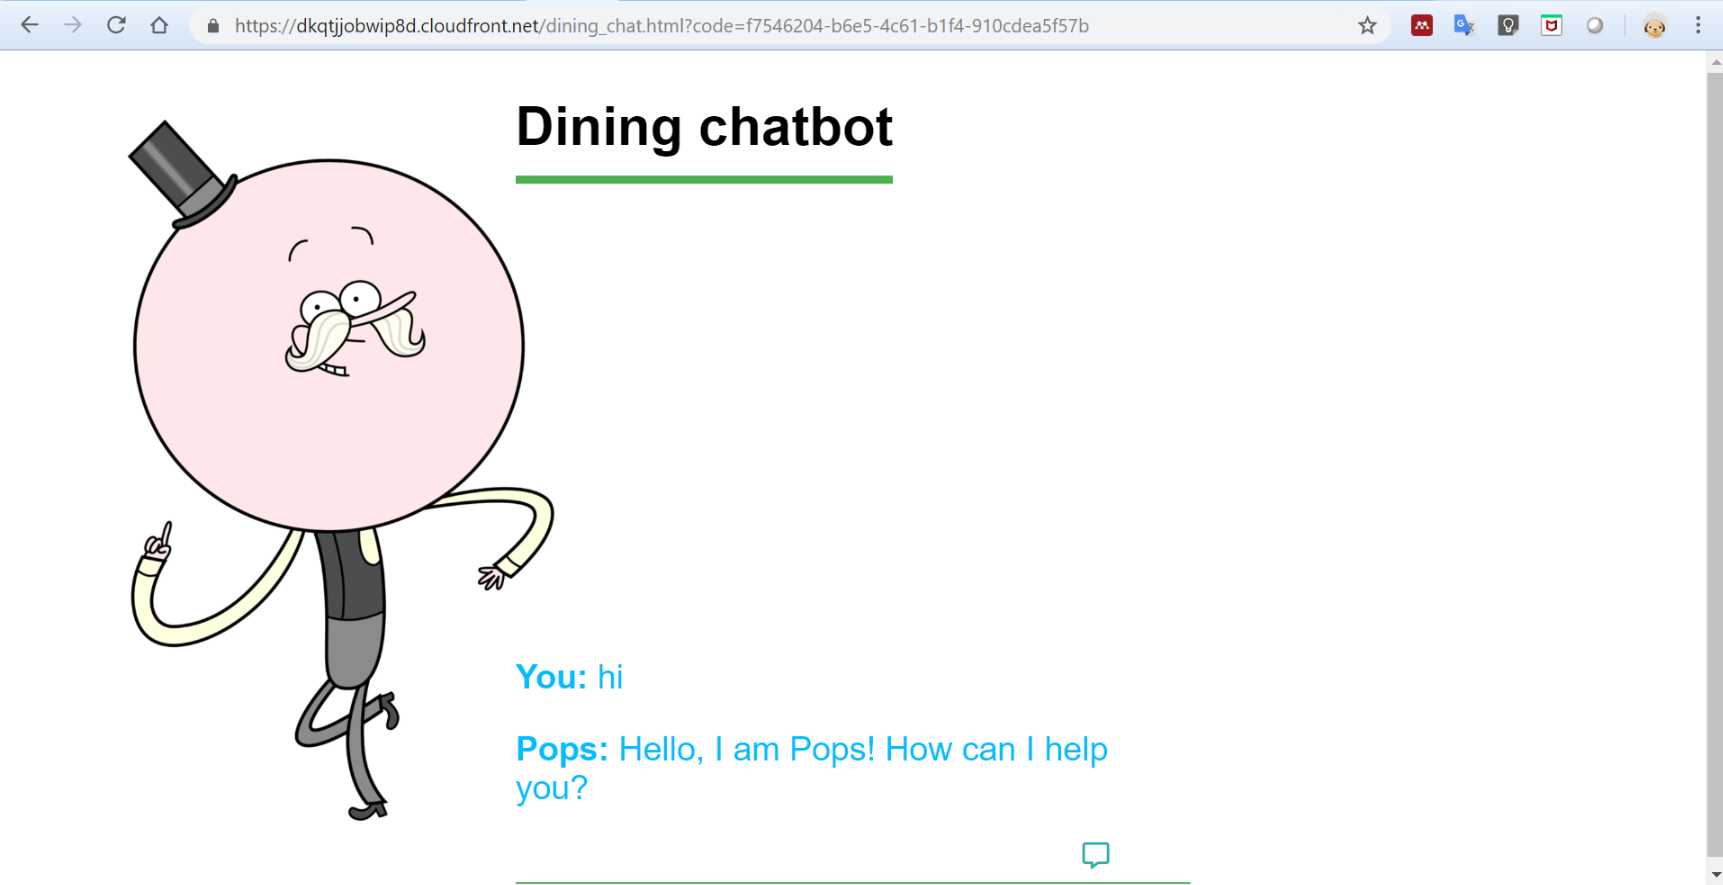 https://dkqtjjobwip8d.cloudfront.net/dining_chat.html?code=f7546204-b6e5-4c61-b1f4-910cdea5f57b
Dining chatbot
You: hi
Pops: Hello, I am Pops! How can I help
you?